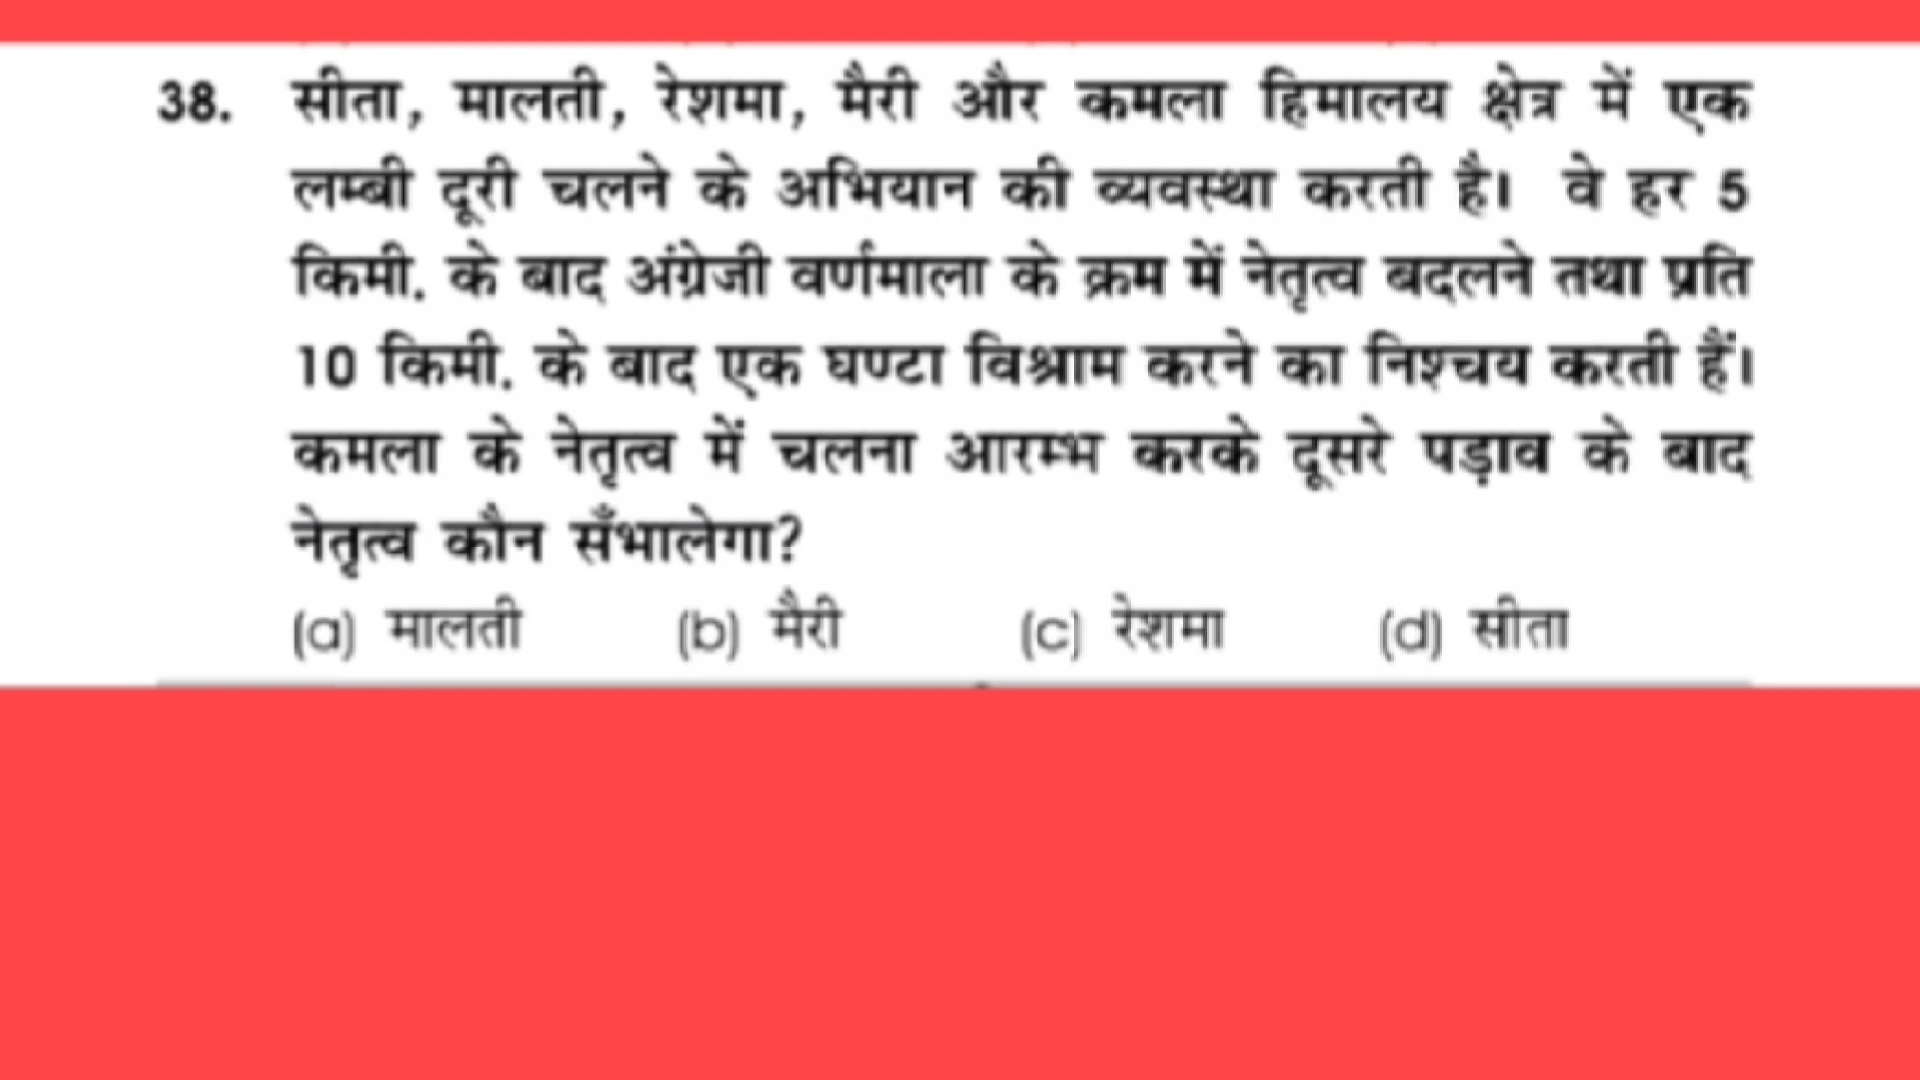 38. सीता, मालती, रेशमा, मैरी और कमला हिमालय क्षेत्र में एक
लम्बी दूरी चलने के अभियान की व्यवस्था करती है। वे हर 5
किमी. के बाद अंग्रेजी वर्णमाला के क्रम में नेतृत्व बदलने तथा प्रति
10 किमी. के बाद एक घण्टा विश्राम करने का निश्चय करती हैं।
कमला के नेतृत्व में चलना आरम्भ करके दूसरे पड़ाव के बाद
नेतृत्व कौन सँभालेगा?
(a) मालती (b) मैरी (c) रेशमा (d) सीता